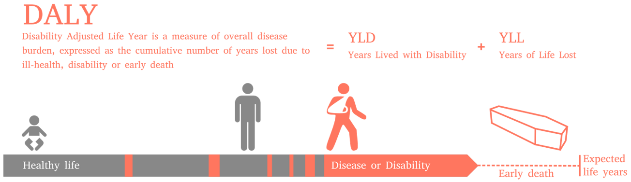 DALY
Disability Adjusted Life Year is a measure of overall disease
burden, expressed as the cumulative number of years lost due to
ill-health, disability or early death
=
YLD
Years Lived with Disability
+
YLL
Years of Life Lost
Healthy life
Disease or Disability
Early death
Expected
life years